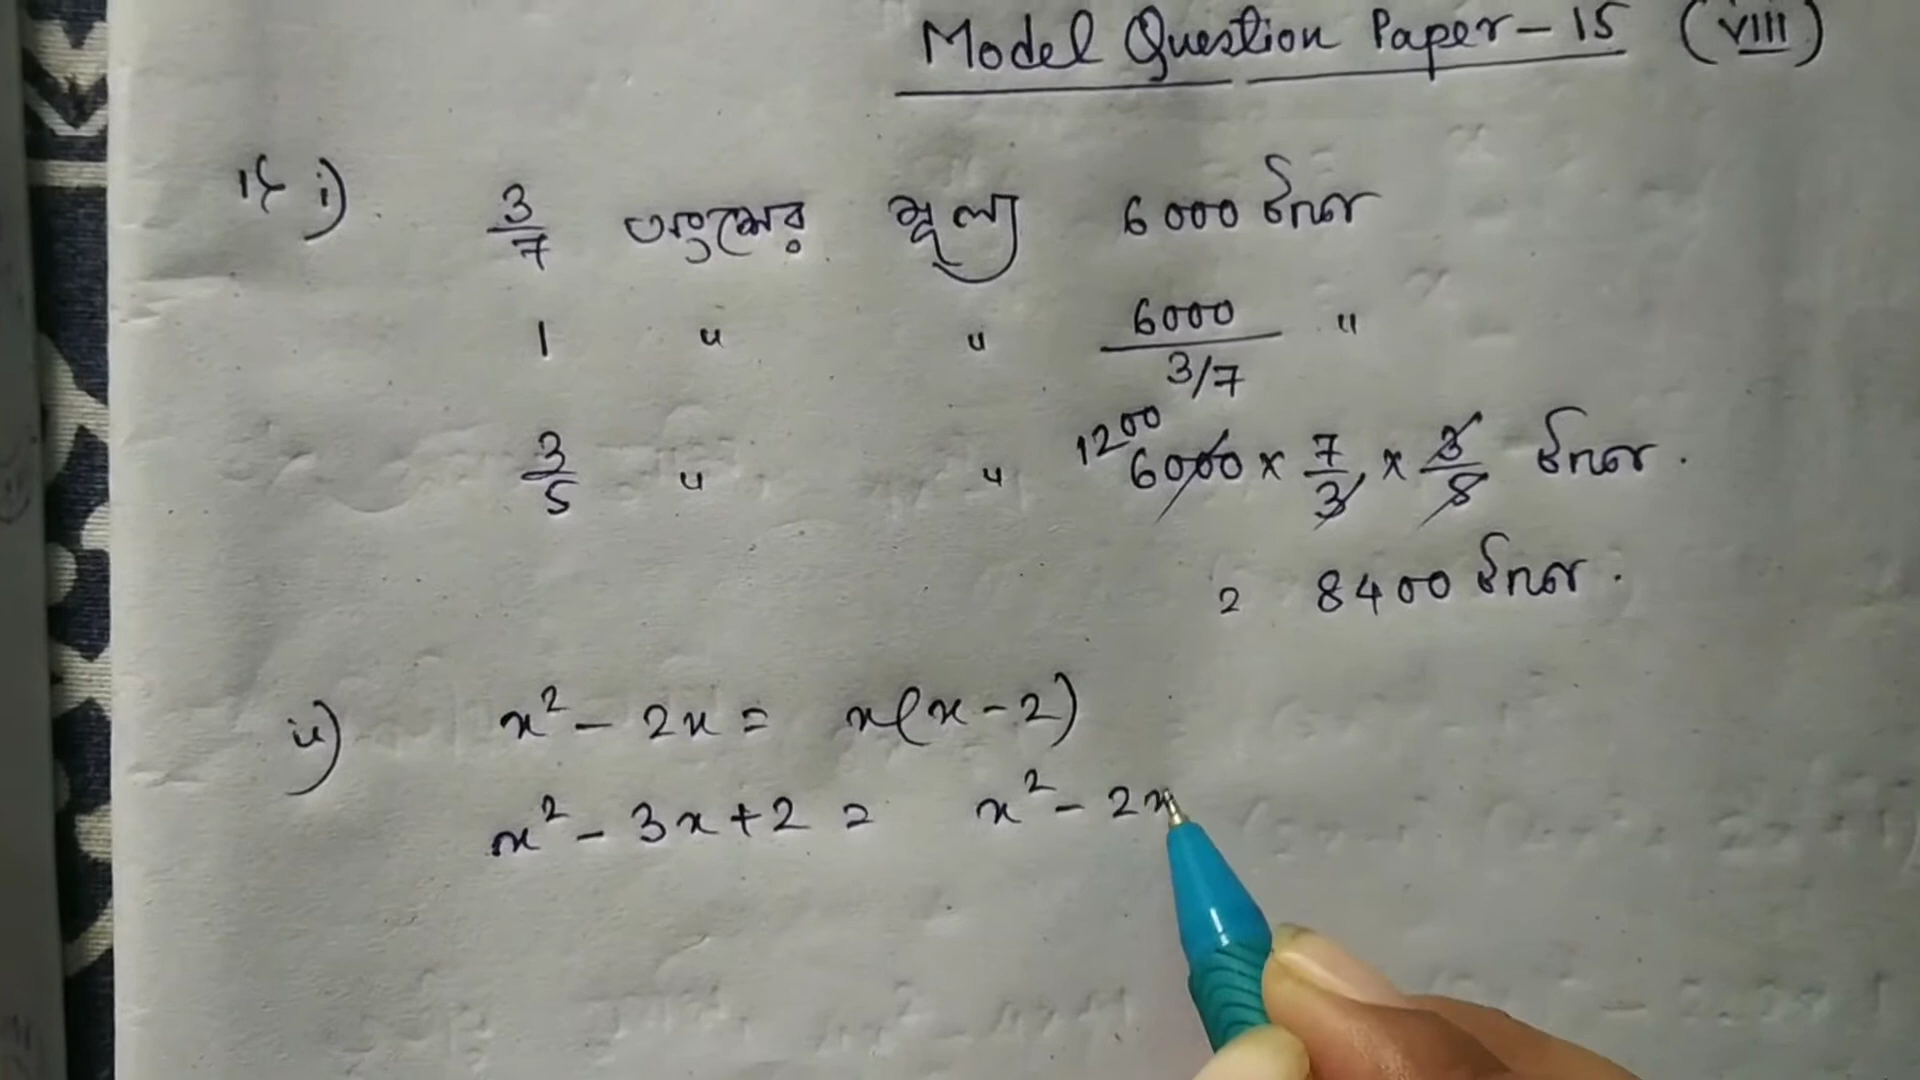 Model Question Paper - 15 (VIII)
1) i) 3/7 অংশের মূল্য 6000 টাকা
1 " " 6000 / 3/7 "
3/5 " " 1200 6000 x 7/3 x 3/5 টাকা.
= 8400 টাকা.
ii) x² - 2x = x(x-2)
x² - 3x + 2 = x² - 2x